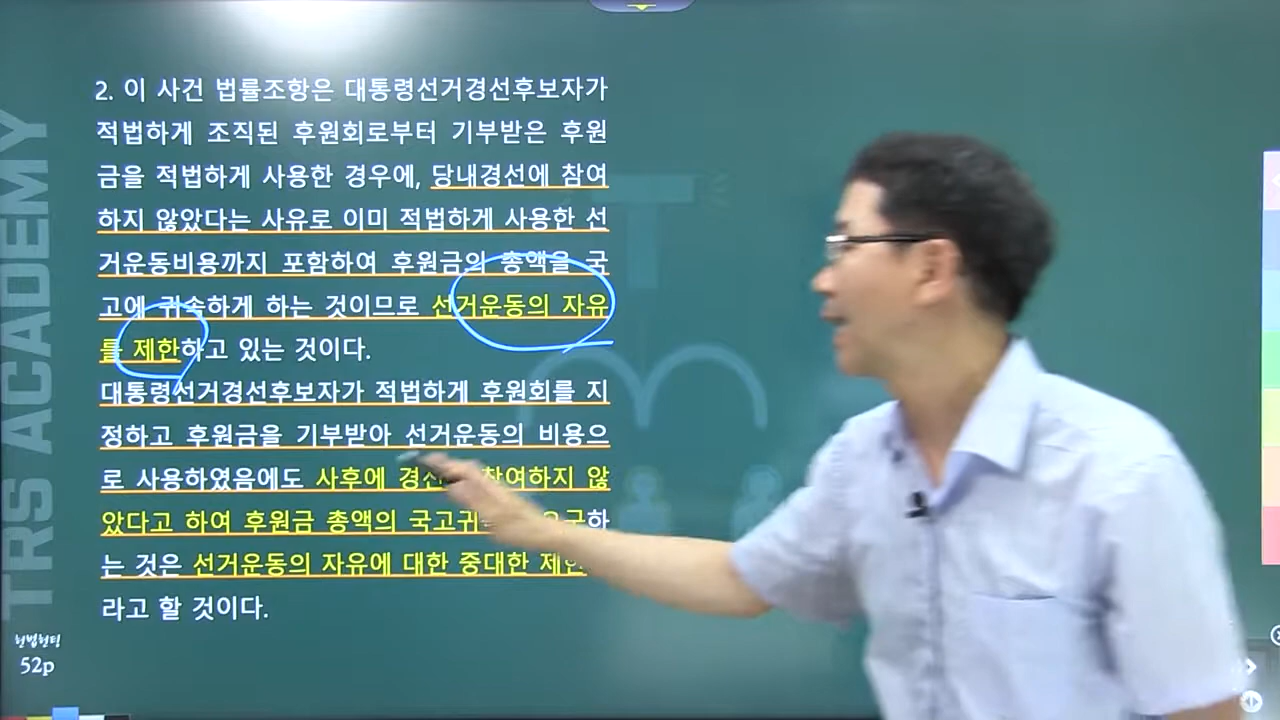 2. 이 사건 법률조항은 대통령선거경선후보자가
적법하게 조직된 후원회로부터 기부받은 후원
금을 적법하게 사용한 경우에, 당내경선에 참여
하지 않았다는 사유로 이미 적법하게 사용한 선
거운동비용까지 포함하여 후원금의 총액을 국
고에 귀속하게 하는 것이므로 선거운동의 자유
를 제한하고 있는 것이다.
대통령선거경선후보자가 적법하게 후원회를 지
정하고 후원금을 기부받아 선거운동의 비용으
로 사용하였음에도 사후에 참여하지 않
았다고 하여 후원금 총액의 하
는 것은 선거운동의 자유에 대한 중대한 제한
라고 할 것이다.
TRS ACADEMY
헌법헌팅
52p